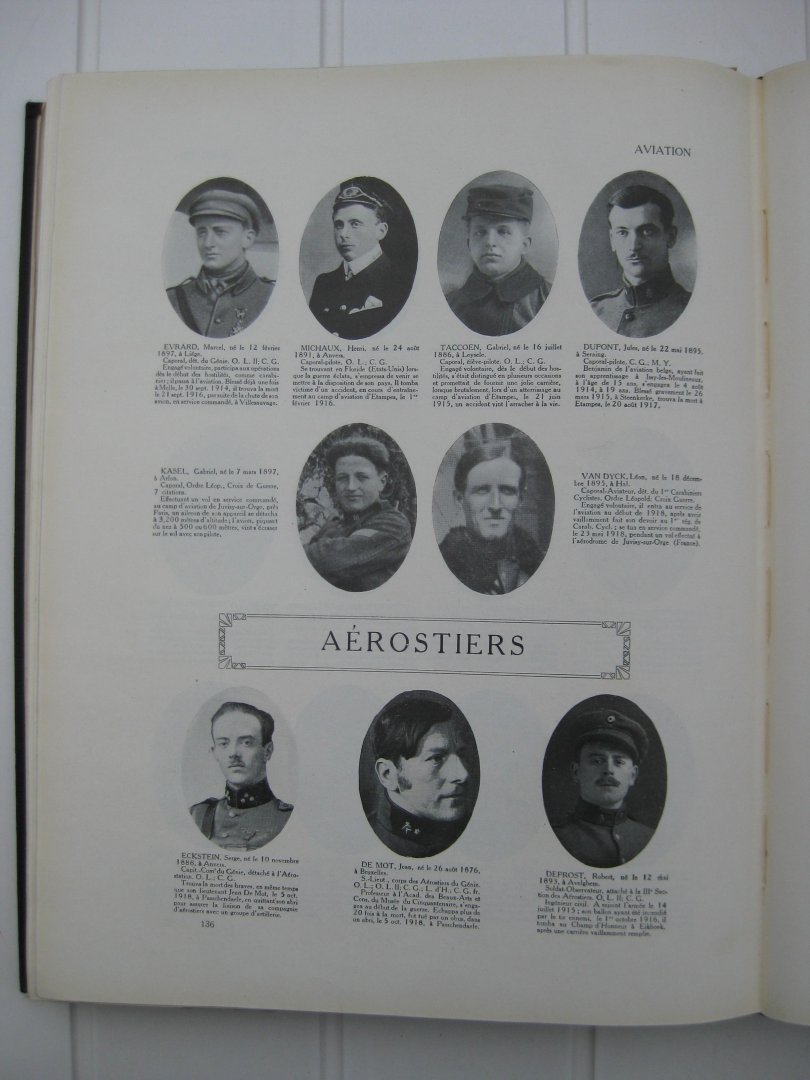 AVIATION
EVRARD, Marcel, né le 12 février
1897, à Liége.
Caporal, dét. du Génie. O. L. II; C. G.
Engagé volontaire, participa aux opérations
dès le début des hostilités, comme carabi-
nier; il passa à l'aviation. Blessé déjà une fois
à Melle, le 30 sept. 1914, il trouva la mort
le 21 sept. 1916, par suite de la chute de son
avion, en service commandé, à Villesauvage.
MICHAUX, Henri, né le 24 août
1891, à Anvers.
Caporal-pilote. O. L.; C. G.
Se trouvant en Floride (Etats-Unis) lors-
que la guerre éclata, s'empressa de venir se
mettre à la disposition de son pays. Il tomba
victime d'un accident, en cours d'entraîne-
ment au camp d'aviation d'Etampes, le 1er
février 1916.
TACCOEN, Gabriel, né le 16 juillet
1886, à Leysele.
Caporal, élève-pilote. O. L.; C. G.
Engagé volontaire, dès le début des hos-
tilités, s'était distingué en plusieurs occasions
et promettait de fournir une jolie carrière,
lorsque brutalement, lors d'un atterrissage au
camp d'aviation d'Etampes, le 21 juin
1915, un accident vint l'arracher à la vie.
DUPONT, Jules, né le 22 mai 1895,
à Seraing.
Caporal-pilote. C. G.; M. Y.
Benjamin de l'aviation belge, ayant fait
son apprentissage à Issy-les-Moulineaux,
à l'âge de 15 ans, s'engagea le 4 août
1914, à 19 ans. Blessé gravement le 26
mars 1915, à Steenkerke, trouva la mort à
Etampes, le 20 août 1917.
KASEL, Gabriel, né le 7 mars 1897,
à Arlon.
Caporal, Ordre Léop., Croix de Guerre,
7 citations.
Effectuant un vol en service commandé,
au camp d'aviation de Juvisy-sur-Orge, près
Paris, un aileron de son appareil se détacha
à 3,200 mètres d'altitude; l'avion, piquant
du nez à 500 ou 600 mètres, vint s'écraser
sur le sol avec son pilote.
VAN DYCK, Léon, né le 18 décem-
bre 1895, à Hal.
Caporal-Aviateur, dét. du 1er Carabinier
Cyclistes. Ordre Léopold; Croix Guerre.
Engagé volontaire, il entra au service de
l'aviation au début de 1918, après avoir
vaillamment fait son devoir au 1er rég. de
Carab. Cycl.; se tua en service commandé,
le 23 mai 1918, pendant un vol effectué à
l'aérodrome de Juvisy-sur-Orge (France).
AÉROSTIERS
ECKSTEIN, Serge, né le 10 novembre
1888, à Anvers.
Capit.-Comt du Génie, détaché à l'Aéro-
station. O. L.; C. G.
Trouva la mort des braves, en même temps
que son lieutenant Jean De Mot, le 5 oct.
1918, à Passchendaele, en quittant son abri
pour assurer la liaison de sa compagnie
d'aérostiers avec un groupe d'artillerie.
DE MOT, Jean, né le 26 août 1876,
à Bruxelles.
S.-Lieut., corps des Aérostiers du Génie.
O. L.; O. L. II; C. G.; L. d'H.; C. G. fr.
Professeur à l'Acad. des Beaux-Arts et
Cons. du Musée du Cinquantenaire, s'enga-
gea au début de la guerre. Echappa plus de
20 fois à la mort, fut tué par un obus, dans
un abri, le 5 oct. 1918, à Passchendaele.
DEFROST, Robert, né le 12 mai
1893, à Avelghem.
Soldat-Observateur, attaché à la IIIe Sec-
tion des Aérostiers. O. L. II; C. G.
Ingénieur civil. A rejoint l'armée le 14
juillet 1915; son ballon ayant été incendié
par le tir ennemi, le 1er octobre 1918, il
tomba au Champ d'Honneur à Eikhoek,
après une carrière vaillamment remplie.
136